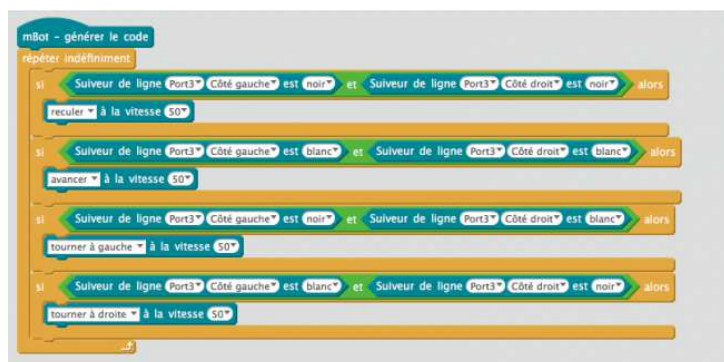 mBot - générer le code
répéter indéfiniment
si Suiveur de ligne Port3 Côté gauche est noir et Suiveur de ligne Port3 Côté droit est noir alors
reculer à la vitesse 50
si Suiveur de ligne Port3 Côté gauche est blanc et Suiveur de ligne Port3 Côté droit est blanc alors
avancer à la vitesse 50
si Suiveur de ligne Port3 Côté gauche est noir et Suiveur de ligne Port3 Côté droit est blanc alors
tourner à gauche à la vitesse 50
si Suiveur de ligne Port3 Côté gauche est blanc et Suiveur de ligne Port3 Côté droit est noir alors
tourner à droite à la vitesse 50